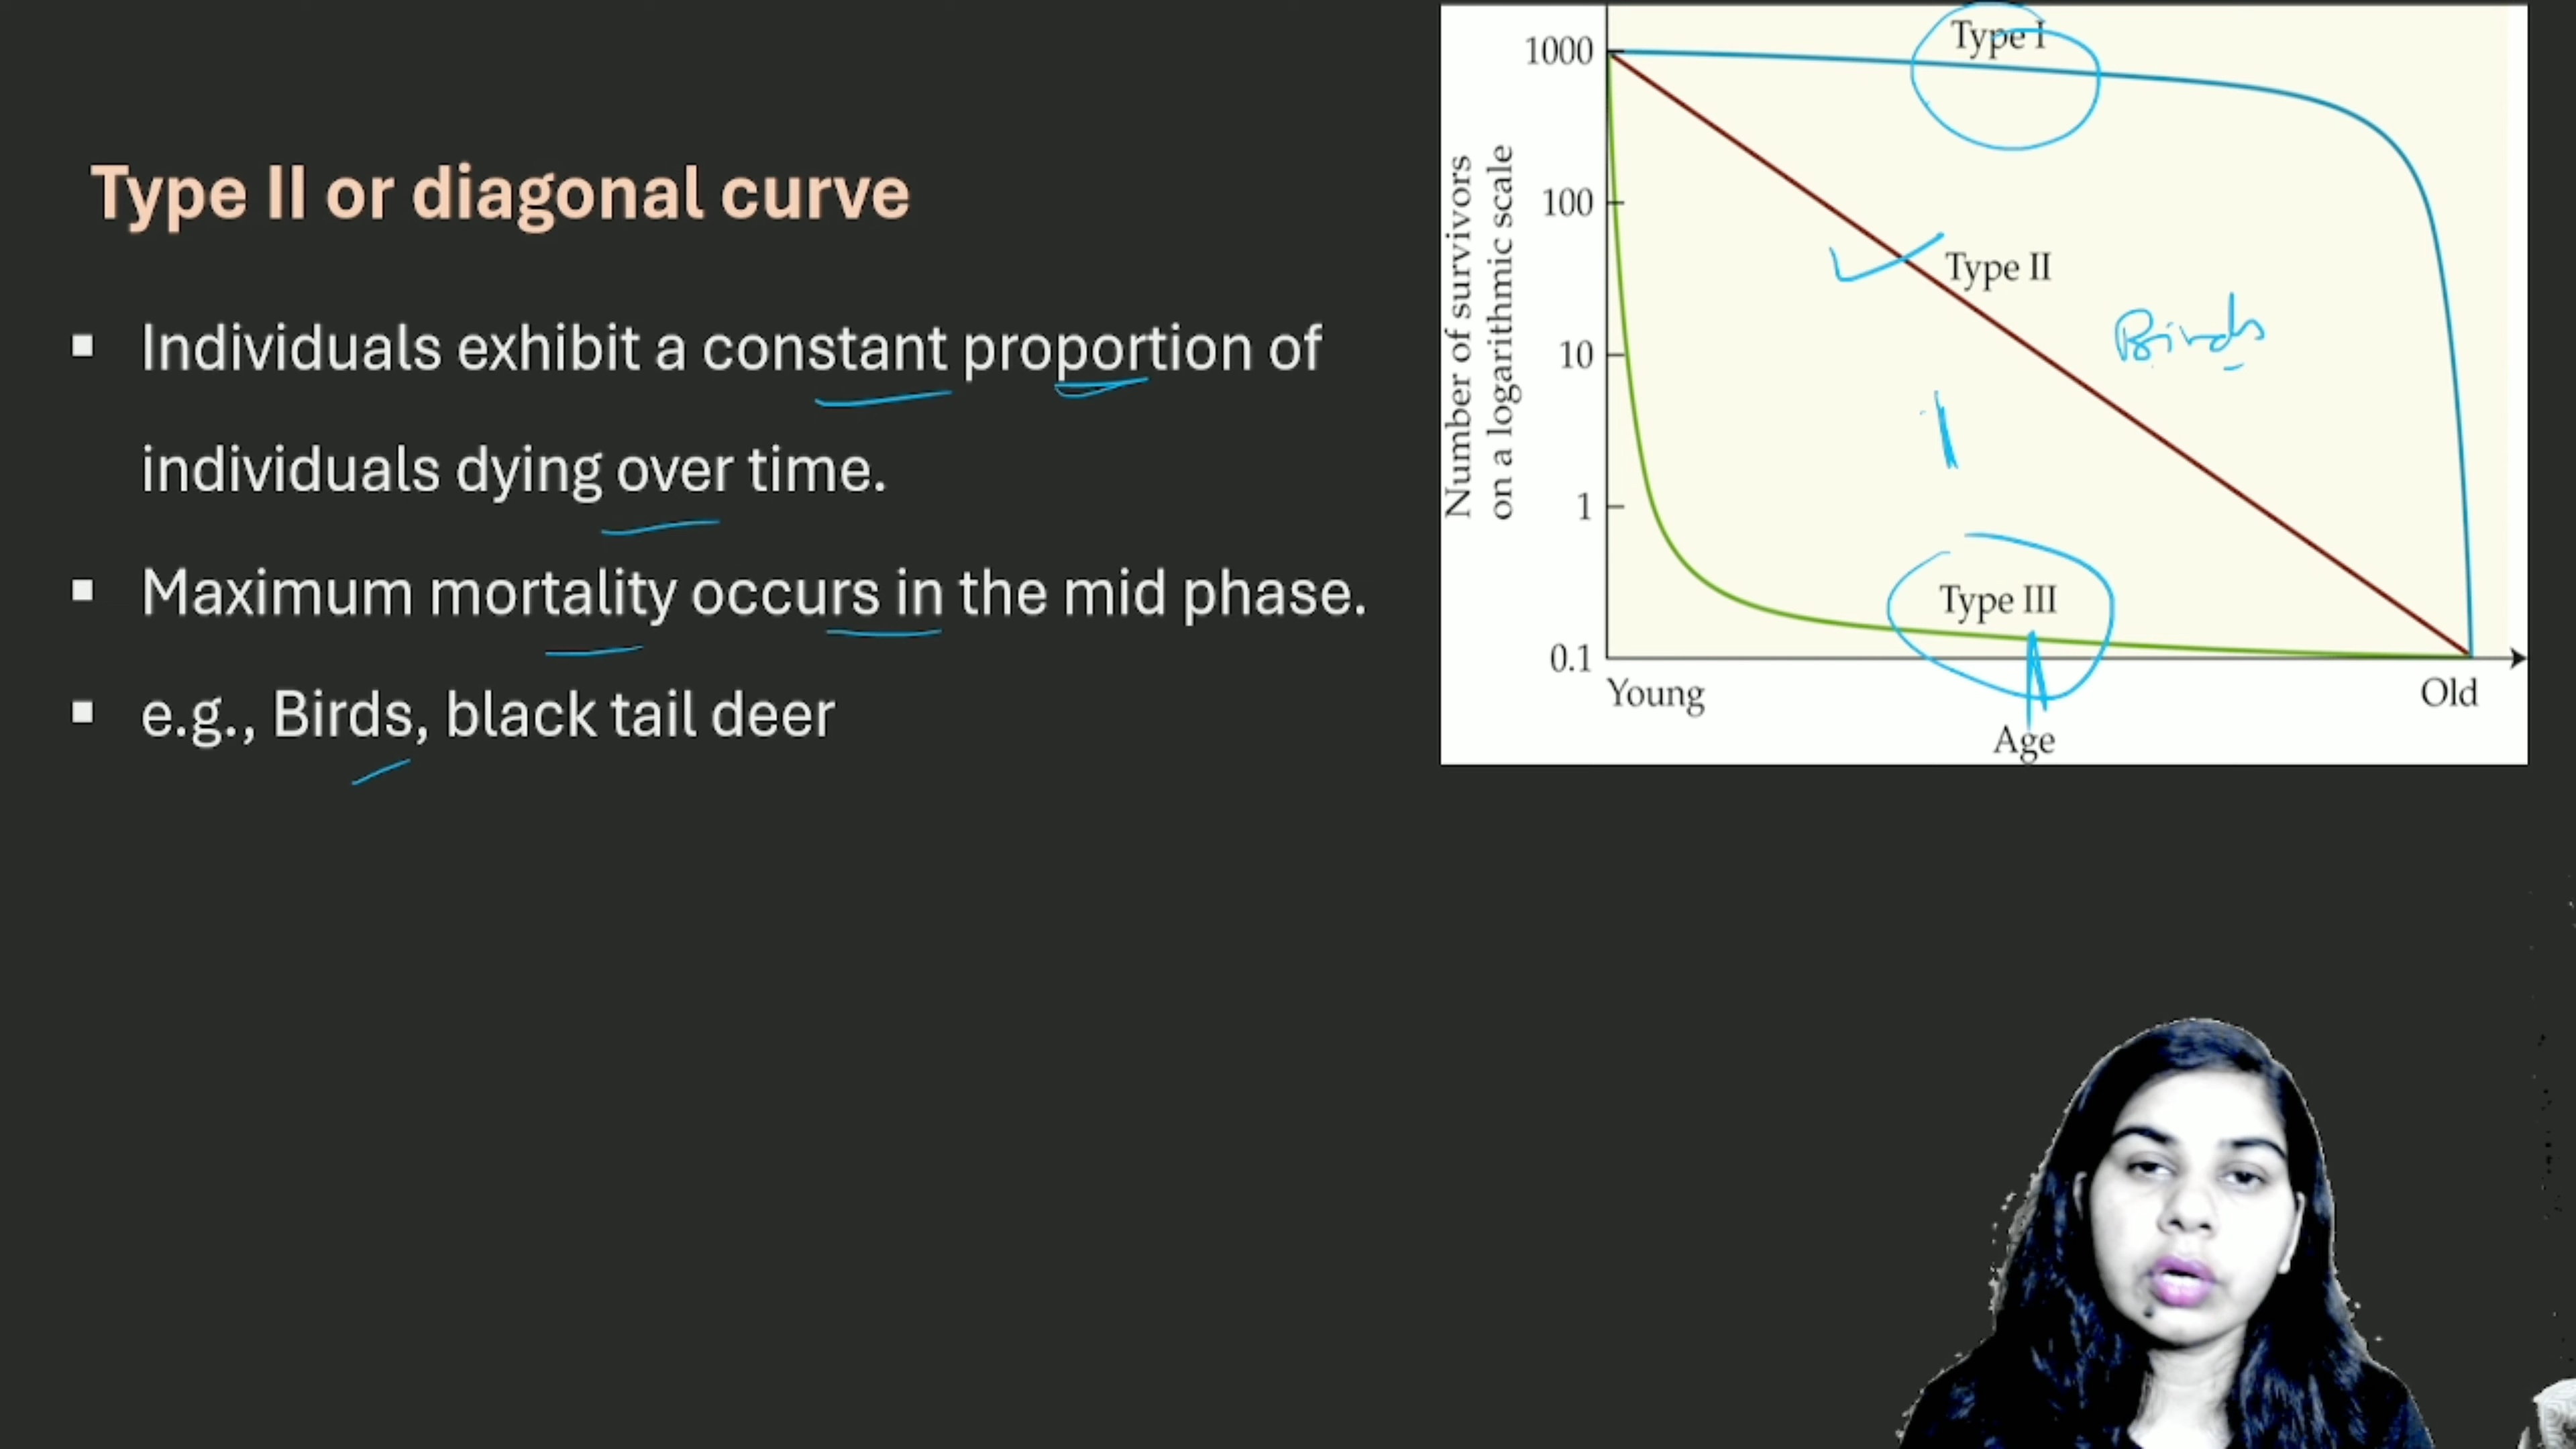 Type II or diagonal curve
▪ Individuals exhibit a constant proportion of
individuals dying over time.
▪ Maximum mortality occurs in the mid phase.
▪ e.g., Birds, black tail deer
Number of survivors
on a logarithmic scale
1000
100
10
1
0.1
Type I
Type II
Birds
Type III
Young
Old
Age